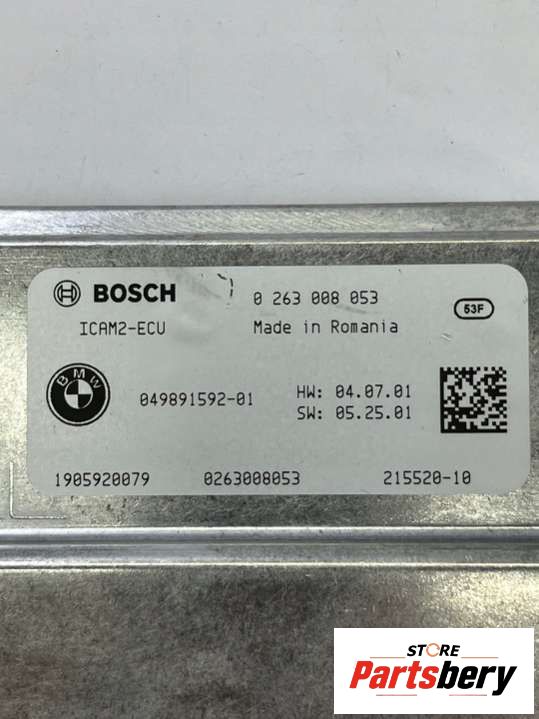 BOSCH 0 263 008 053
53F
ICAM2-ECU Made in Romania
BMW
049891592-01 HW: 04.07.01
SW: 05.25.01
1905920079 0263008053 215520-10
STORE
Partsbery